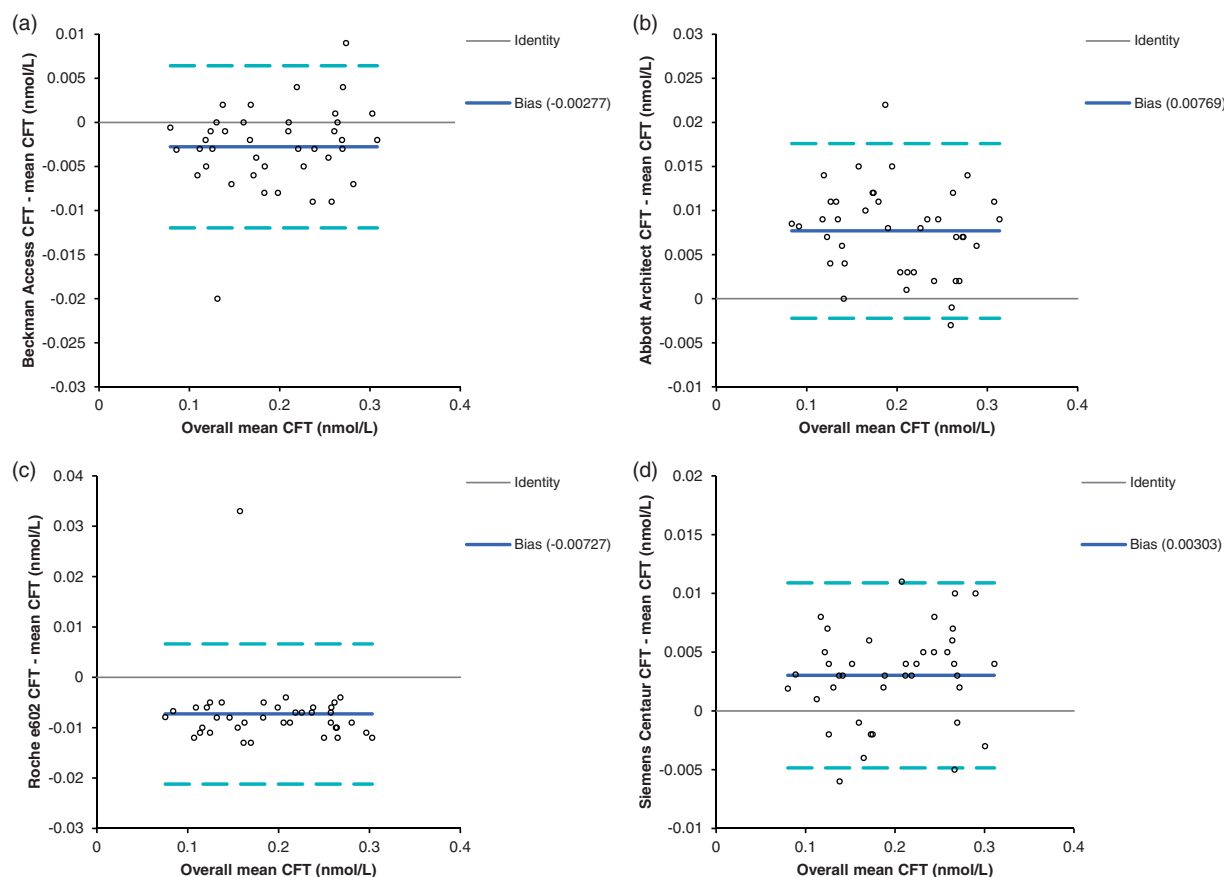 (a)
Beckman Access CFT - mean CFT (nmol/L)
0.01
0.005
0
-0.005
-0.01
-0.015
-0.02
-0.025
-0.03
0
0.1
0.2
0.3
0.4
Overall mean CFT (nmol/L)
Identity
Bias (-0.00277)
(b)
Abbott Architect CFT - mean CFT (nmol/L)
0.03
0.025
0.02
0.015
0.01
0.005
0
-0.005
-0.01
0
0.1
0.2
0.3
0.4
Overall mean CFT (nmol/L)
Identity
Bias (0.00769)
(c)
Roche e602 CFT - mean CFT (nmol/L)
0.04
0.03
0.02
0.01
0
-0.01
-0.02
-0.03
0
0.1
0.2
0.3
0.4
Overall mean CFT (nmol/L)
Identity
Bias (-0.00727)
(d)
Siemens Centaur CFT - mean CFT (nmol/L)
0.02
0.015
0.01
0.005
0
-0.005
-0.01
0
0.1
0.2
0.3
0.4
Overall mean CFT (nmol/L)
Identity
Bias (0.00303)